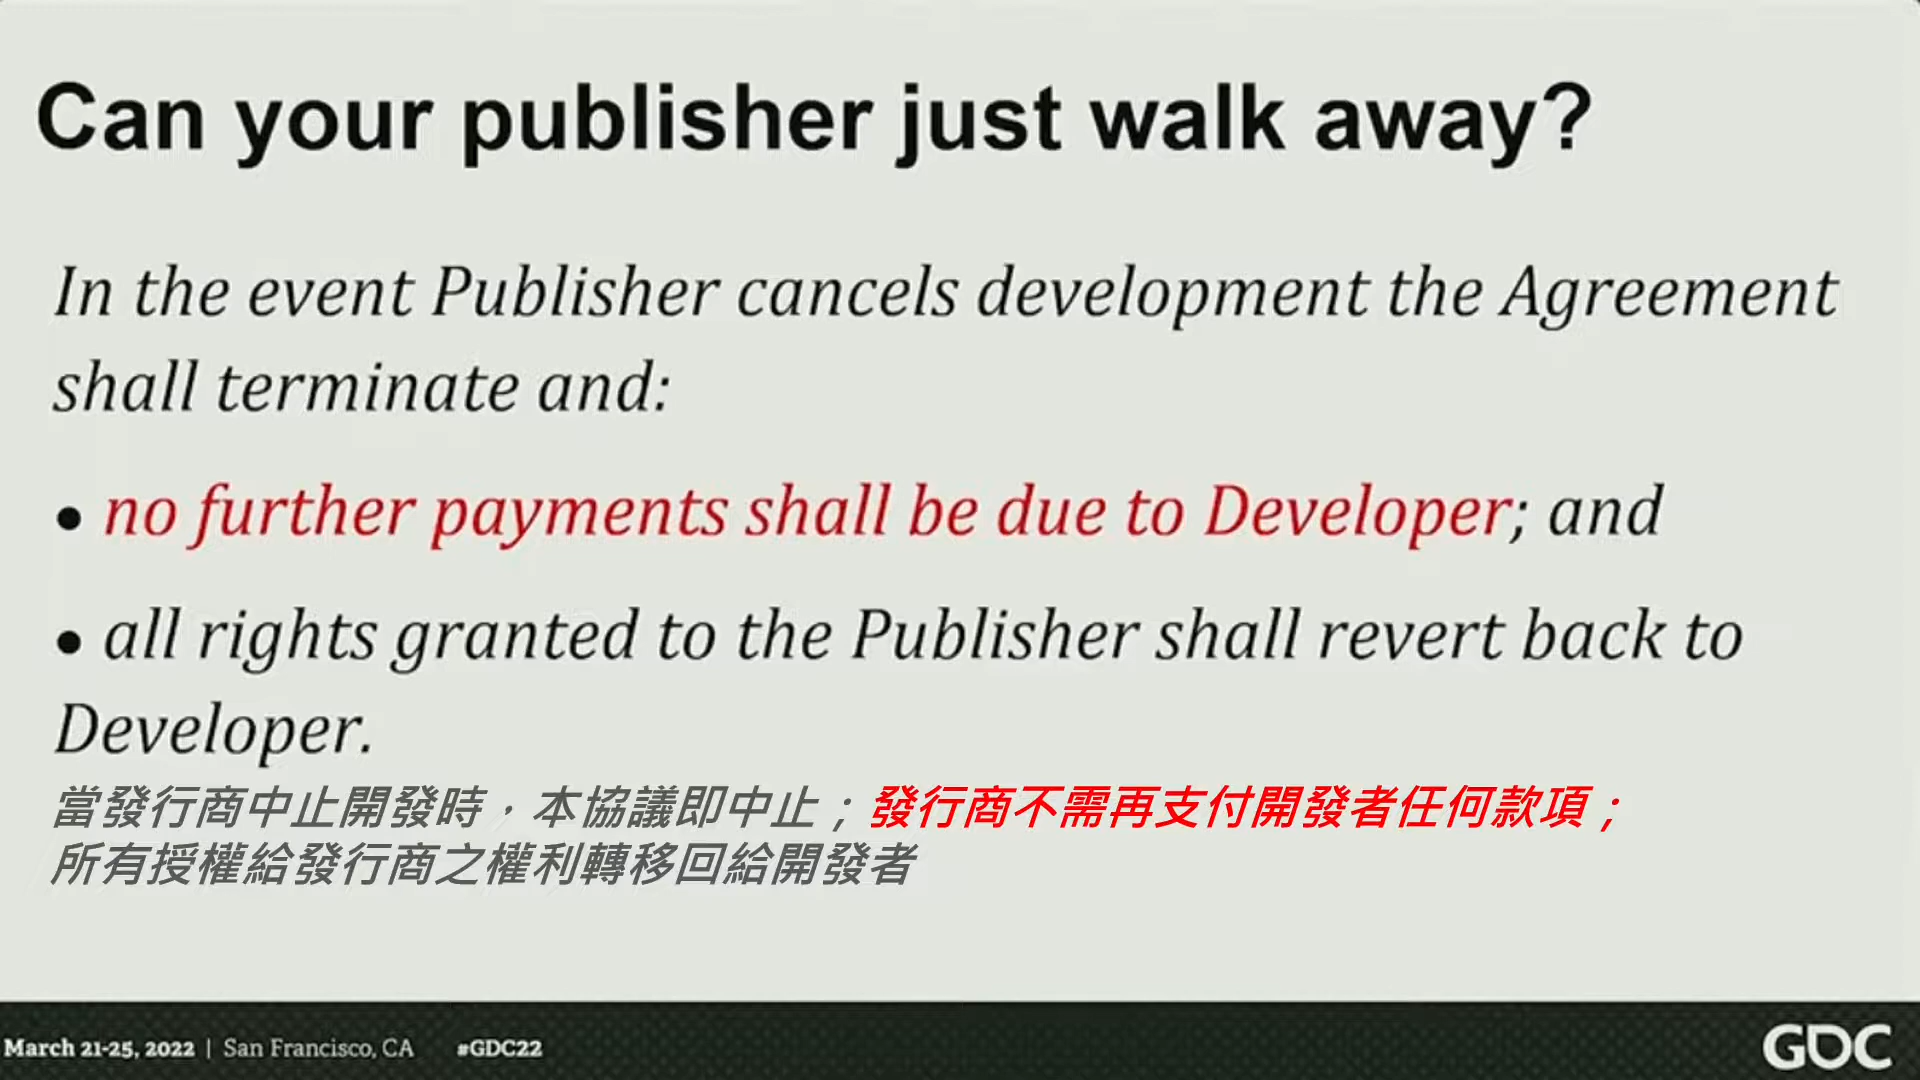 Can your publisher just walk away?
In the event Publisher cancels development the Agreement
shall terminate and:
• no further payments shall be due to Developer; and
• all rights granted to the Publisher shall revert back to
Developer.
當發行商中止開發時，本協議即中止；發行商不需再支付開發者任何款項；
所有授權給發行商之權利轉移回給開發者
March 21-25, 2022 | San Francisco, CA #GDC22
GDC